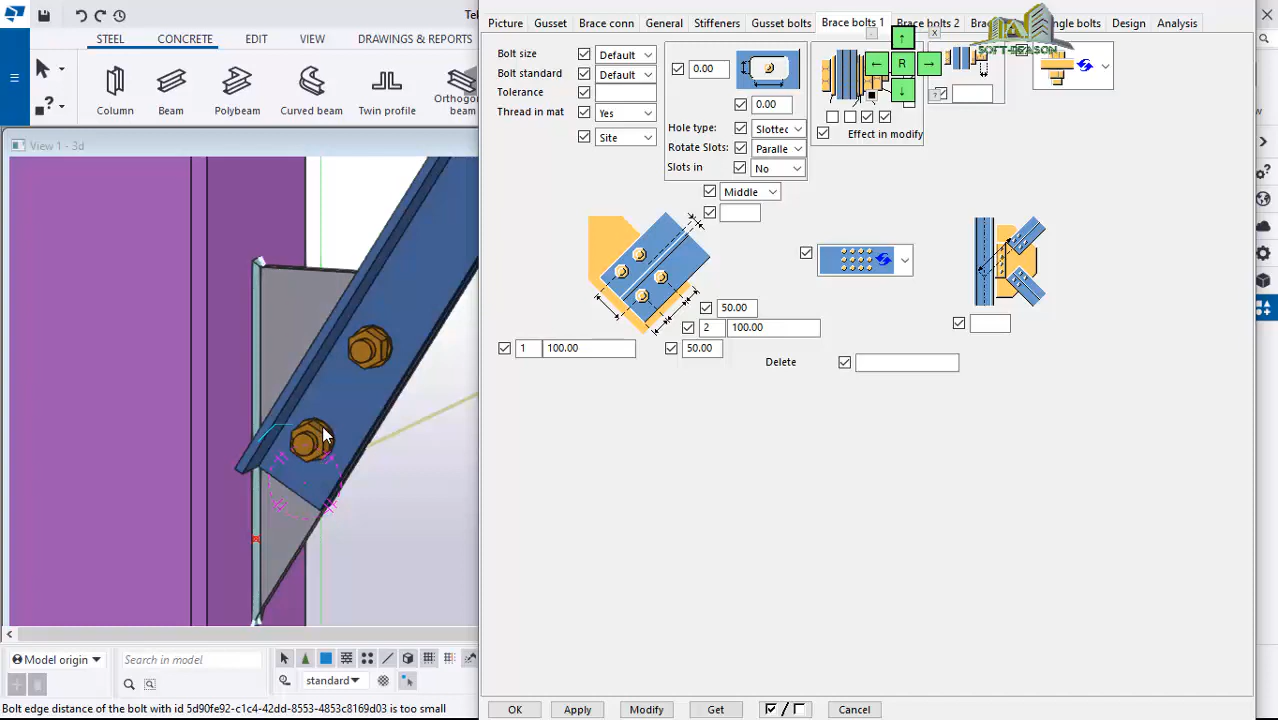 Tel
STEEL CONCRETE EDIT VIEW DRAWINGS & REPORTS
Column Beam Polybeam Curved beam Twin profile Orthogonal beam
View 1 - 3d
Model origin Search in model
standard
Bolt edge distance of the bolt with id 5d90fe92-c1c4-42dd-8553-4853c8169d03 is too small
Picture Gusset Brace conn General Stiffeners Gusset bolts Brace bolts 1 Brace bolts 2 Design Analysis
SOFT-DEASON
Bolt size Default
Bolt standard Default
Tolerance
Thread in mat Yes
Site
0.00
0.00
Hole type: Slotted
Rotate Slots: Paralle
Slots in No
R
Effect in modify
Middle
50.00
2 100.00
1 100.00 50.00
Delete
OK Apply Modify Get / Cancel